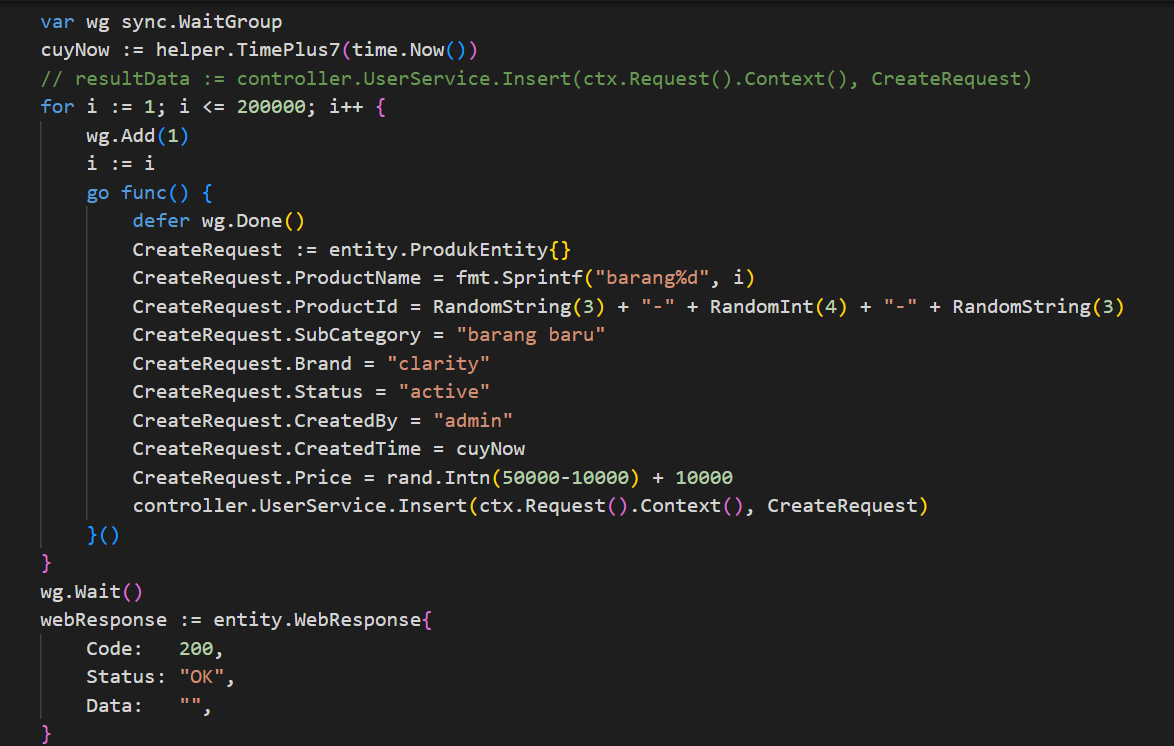 var wg sync.WaitGroup
cuyNow := helper.TimePlus7(time.Now())
// resultData := controller.UserService.Insert(ctx.Request().Context(), CreateRequest)
for i := 1; i <= 200000; i++ {
    wg.Add(1)
    i := i
    go func() {
        defer wg.Done()
        CreateRequest := entity.ProdukEntity{}
        CreateRequest.ProductName = fmt.Sprintf("barang%d", i)
        CreateRequest.ProductId = RandomString(3) + "-" + RandomInt(4) + "-" + RandomString(3)
        CreateRequest.SubCategory = "barang baru"
        CreateRequest.Brand = "clarity"
        CreateRequest.Status = "active"
        CreateRequest.CreatedBy = "admin"
        CreateRequest.CreatedTime = cuyNow
        CreateRequest.Price = rand.Intn(50000-10000) + 10000
        controller.UserService.Insert(ctx.Request().Context(), CreateRequest)
    }()
}
wg.Wait()
webResponse := entity.WebResponse{
    Code:   200,
    Status: "OK",
    Data:   "",
}